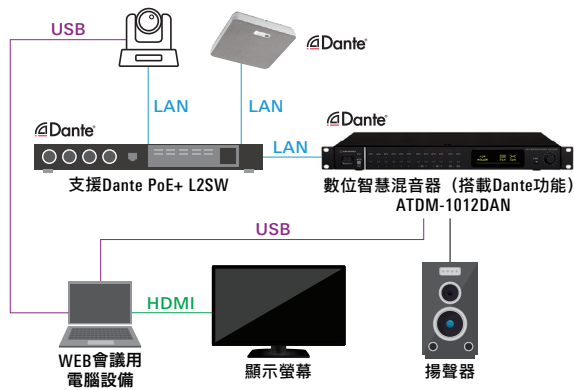 USB
Dante
LAN
LAN
Dante
Dante
LAN
支援Dante PoE+ L2SW
數位智慧混音器（搭載Dante功能）
ATDM-1012DAN
USB
HDMI
WEB會議用
電腦設備
顯示螢幕
揚聲器